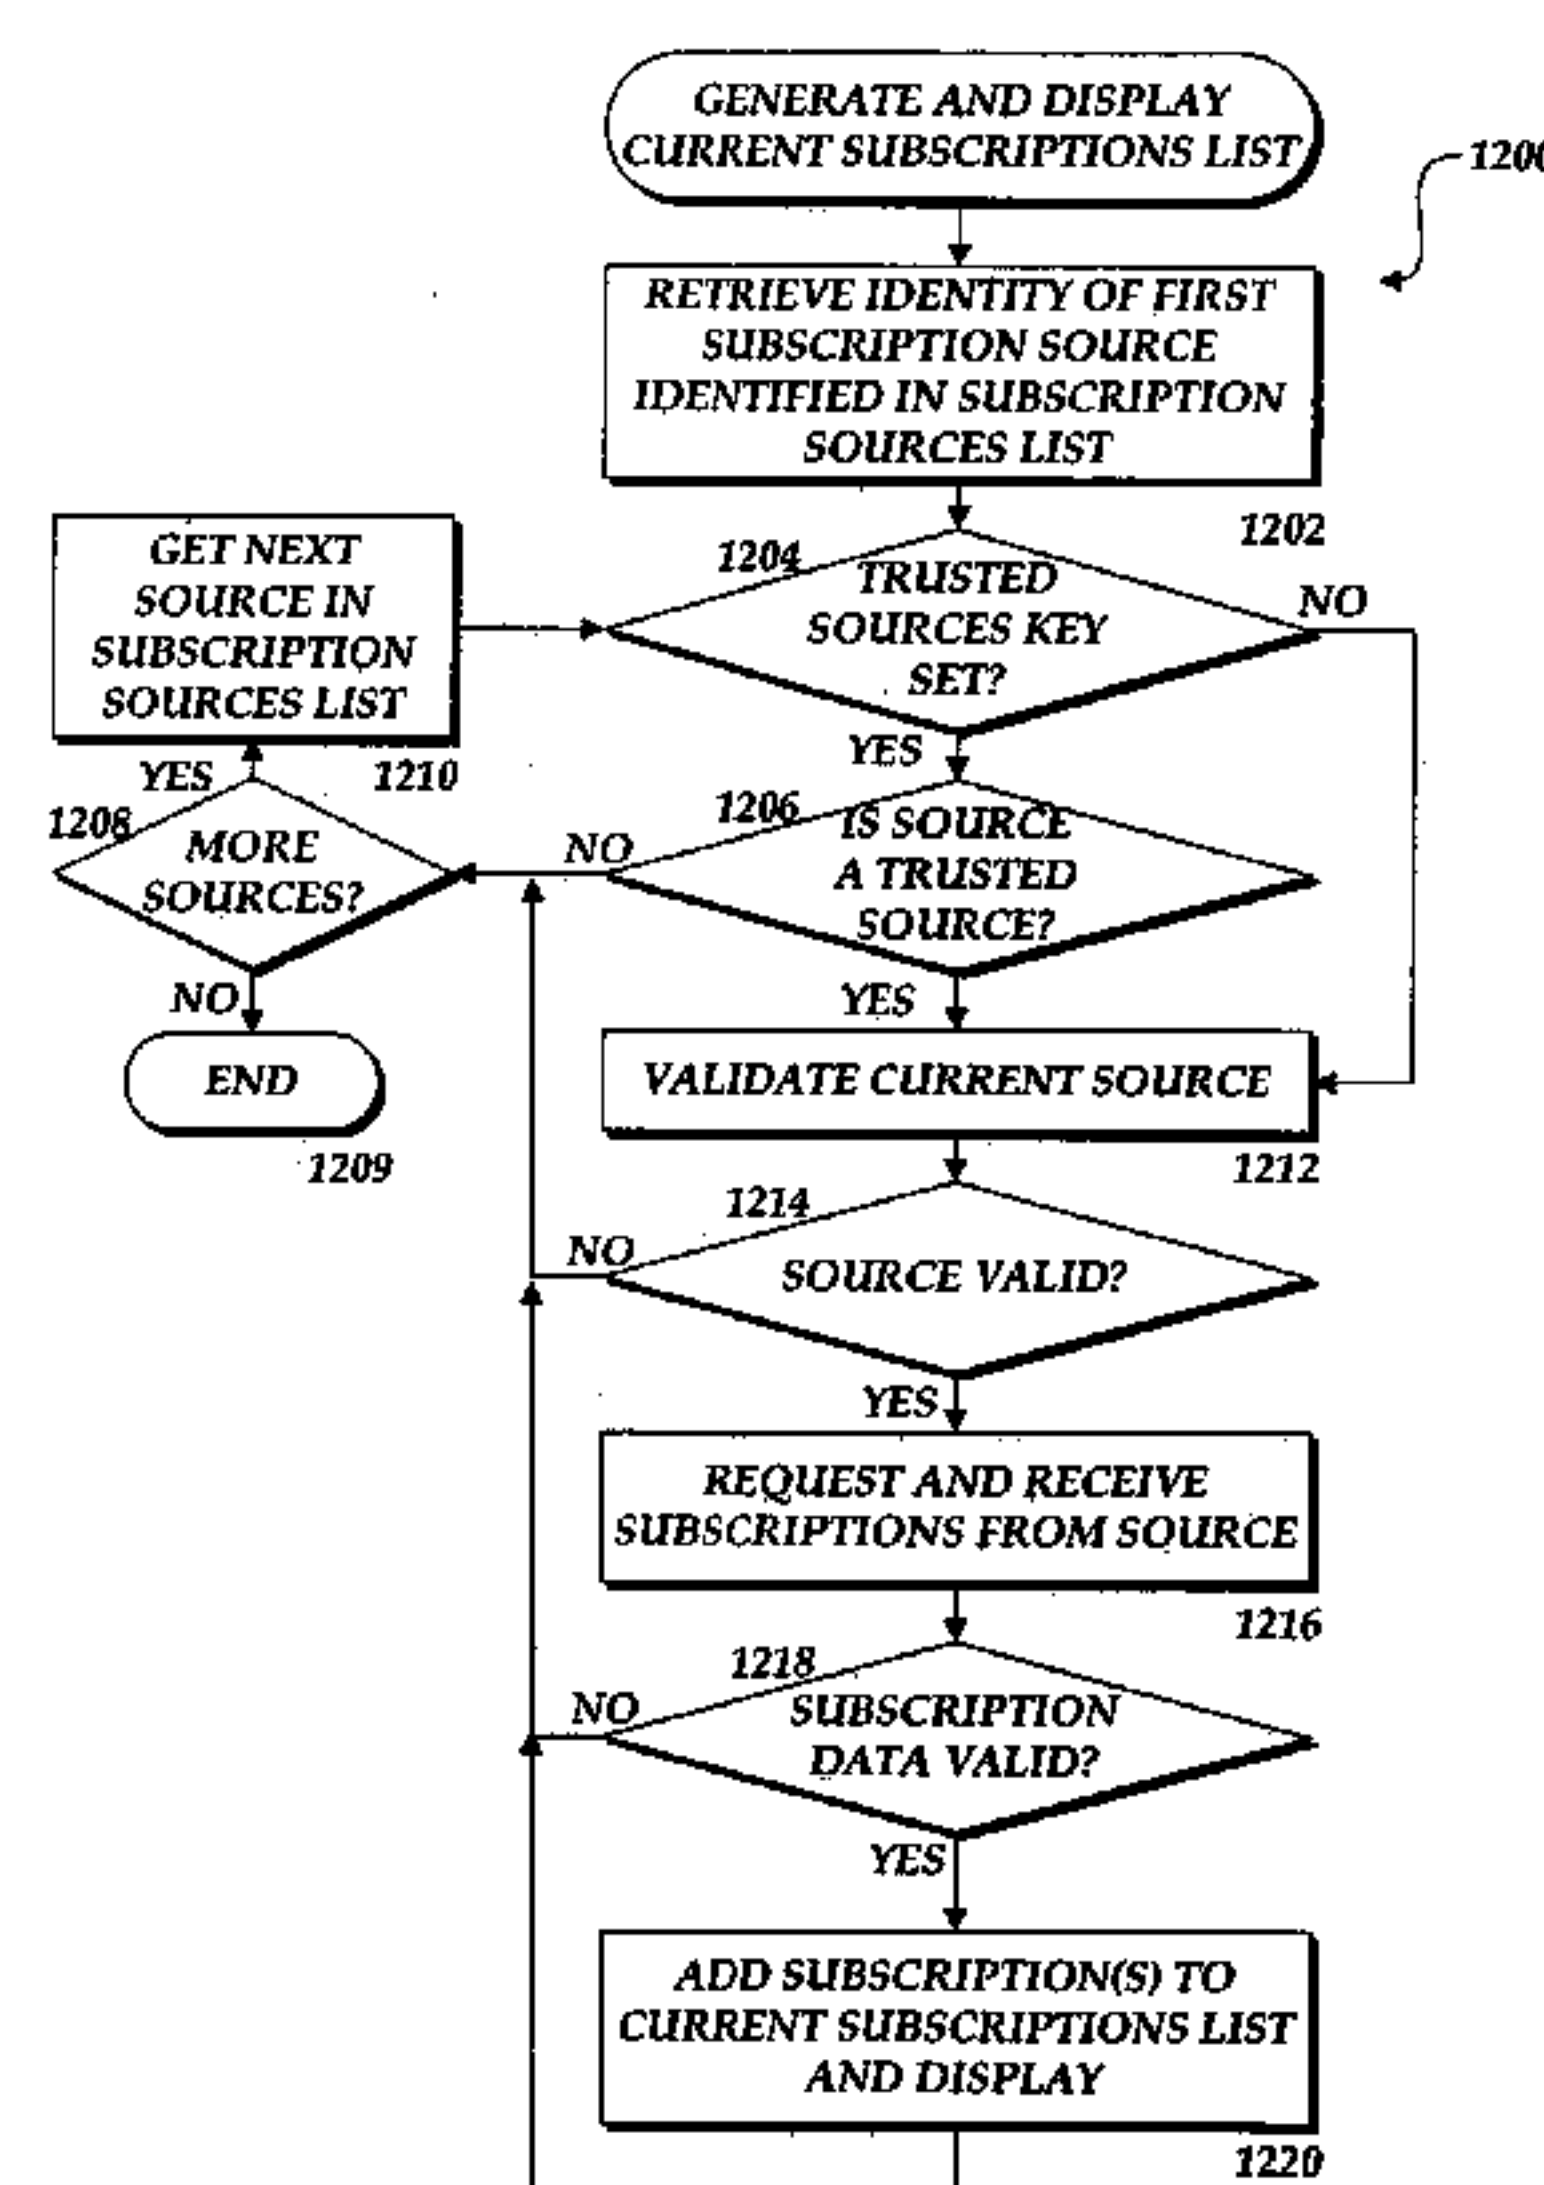 GENERATE AND DISPLAY
CURRENT SUBSCRIPTIONS LIST
1200
RETRIEVE IDENTITY OF FIRST
SUBSCRIPTION SOURCE
IDENTIFIED IN SUBSCRIPTION
SOURCES LIST
1202
GET NEXT
SOURCE IN
SUBSCRIPTION
SOURCES LIST
1210
1204
TRUSTED
SOURCES KEY
SET?
NO
YES
YES
1208
MORE
SOURCES?
NO
1206
IS SOURCE
A TRUSTED
SOURCE?
NO
YES
END
1209
VALIDATE CURRENT SOURCE
1212
1214
NO
SOURCE VALID?
YES
REQUEST AND RECEIVE
SUBSCRIPTIONS FROM SOURCE
1216
1218
NO
SUBSCRIPTION
DATA VALID?
YES
ADD SUBSCRIPTION(S) TO
CURRENT SUBSCRIPTIONS LIST
AND DISPLAY
1220